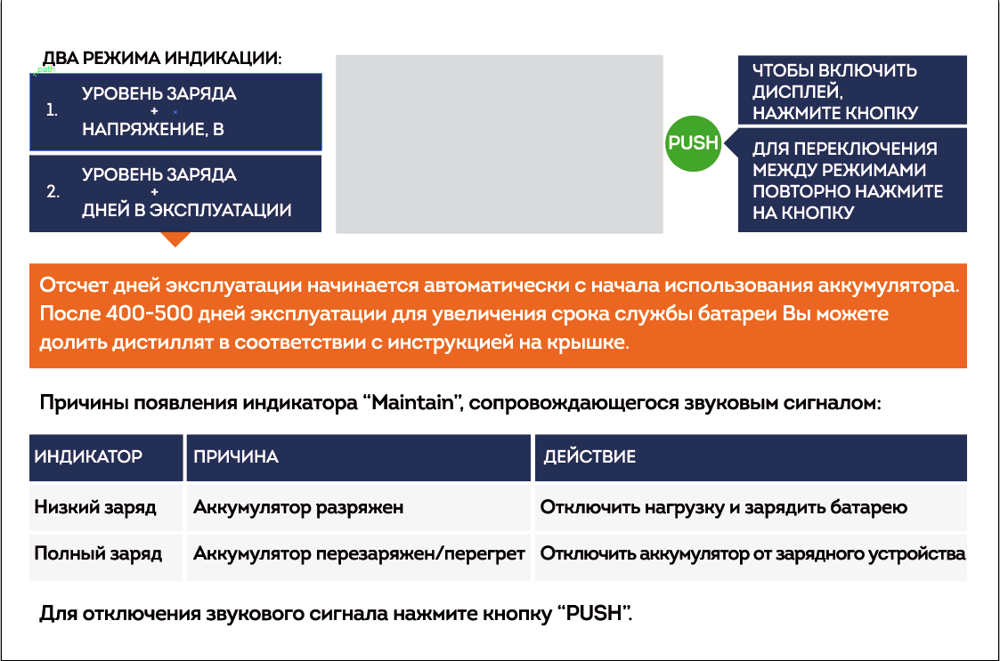 ДВА РЕЖИМА ИНДИКАЦИИ:
path
1.
УРОВЕНЬ ЗАРЯДА
+
НАПРЯЖЕНИЕ, В
2.
УРОВЕНЬ ЗАРЯДА
+
ДНЕЙ В ЭКСПЛУАТАЦИИ
PUSH
ЧТОБЫ ВКЛЮЧИТЬ
ДИСПЛЕЙ,
НАЖМИТЕ КНОПКУ
ДЛЯ ПЕРЕКЛЮЧЕНИЯ
МЕЖДУ РЕЖИМАМИ
ПОВТОРНО НАЖМИТЕ
НА КНОПКУ
Отсчет дней эксплуатации начинается автоматически с начала использования аккумулятора.
После 400-500 дней эксплуатации для увеличения срока службы батареи Вы можете
долить дистиллят в соответствии с инструкцией на крышке.
Причины появления индикатора “Maintain”, сопровождающегося звуковым сигналом:
ИНДИКАТОР ПРИЧИНА ДЕЙСТВИЕ
Низкий заряд Аккумулятор разряжен Отключить нагрузку и зарядить батарею
Полный заряд Аккумулятор перезаряжен/перегрет Отключить аккумулятор от зарядного устройства
Для отключения звукового сигнала нажмите кнопку “PUSH”.